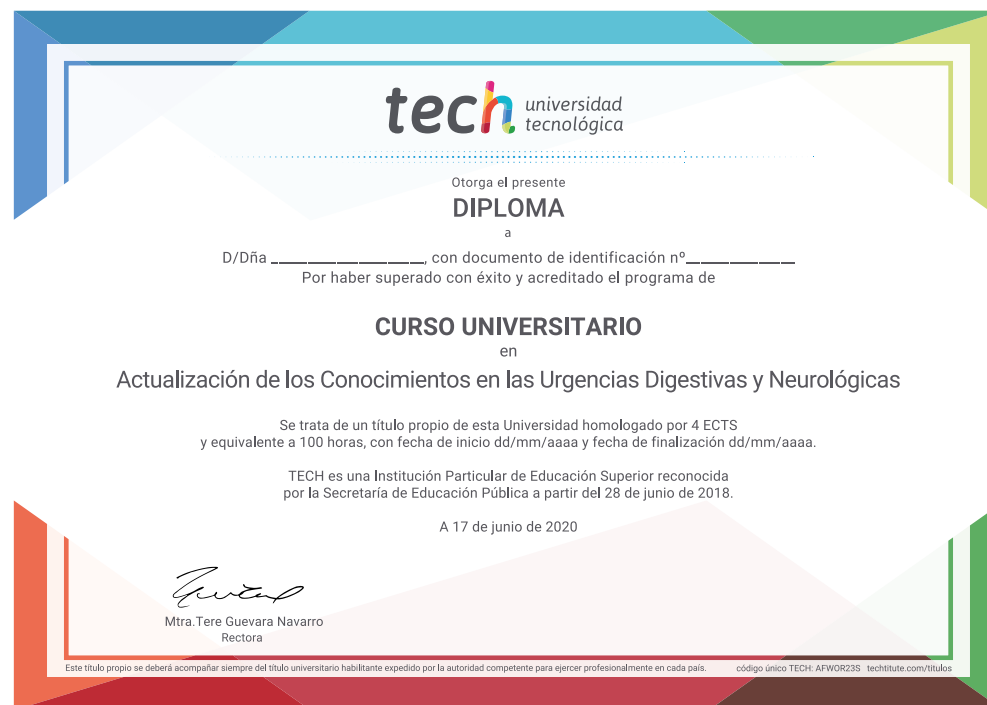 tech universidad
tecnológica
Otorga el presente
DIPLOMA
a
D/Dña ____________________, con documento de identificación nº______________
Por haber superado con éxito y acreditado el programa de
CURSO UNIVERSITARIO
en
Actualización de los Conocimientos en las Urgencias Digestivas y Neurológicas
Se trata de un título propio de esta Universidad homologado por 4 ECTS
y equivalente a 100 horas, con fecha de inicio dd/mm/aaaa y fecha de finalización dd/mm/aaaa.
TECH es una Institución Particular de Educación Superior reconocida
por la Secretaría de Educación Pública a partir del 28 de junio de 2018.
A 17 de junio de 2020
Mtra.Tere Guevara Navarro
Rectora
Este título propio se deberá acompañar siempre del título universitario habilitante expedido por la autoridad competente para ejercer profesionalmente en cada país. código único TECH: AFWOR23S techtitute.com/titulos